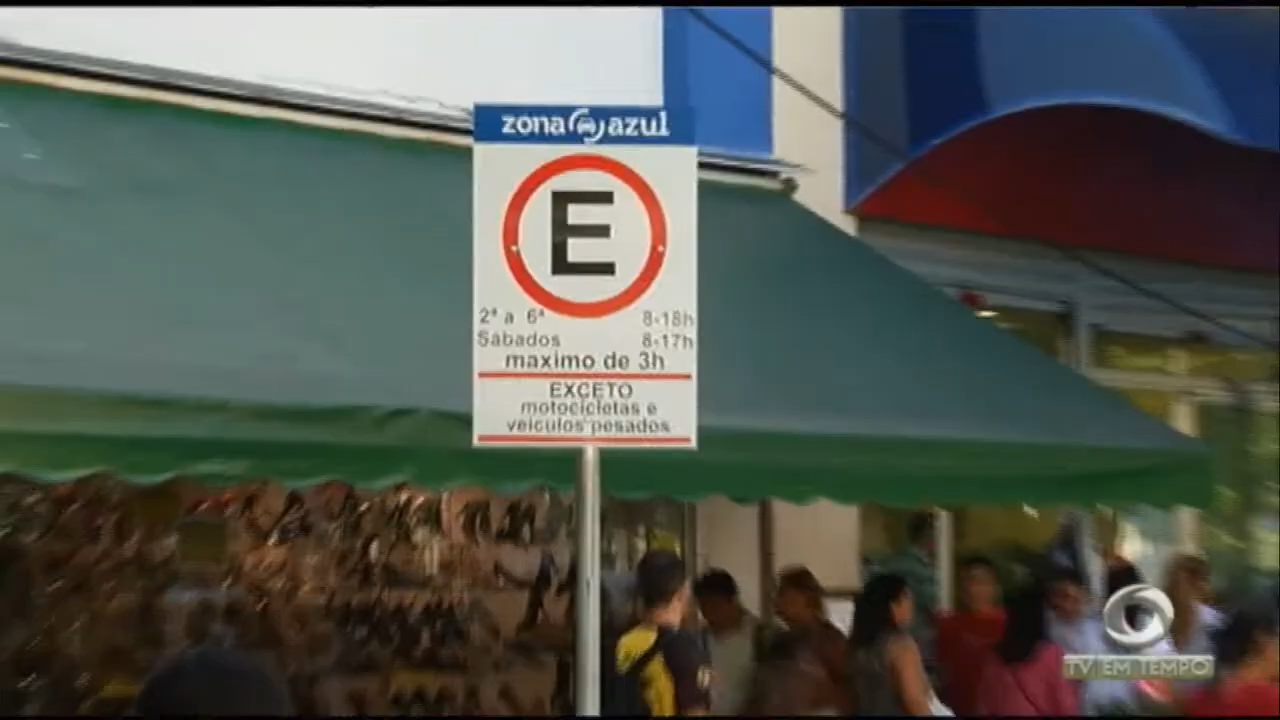 zona azul
E
2ª a 6ª 8-18h
Sábados 8-17h
maximo de 3h
EXCETO
motocicletas e
veículos pesados
TV EM TEMPO